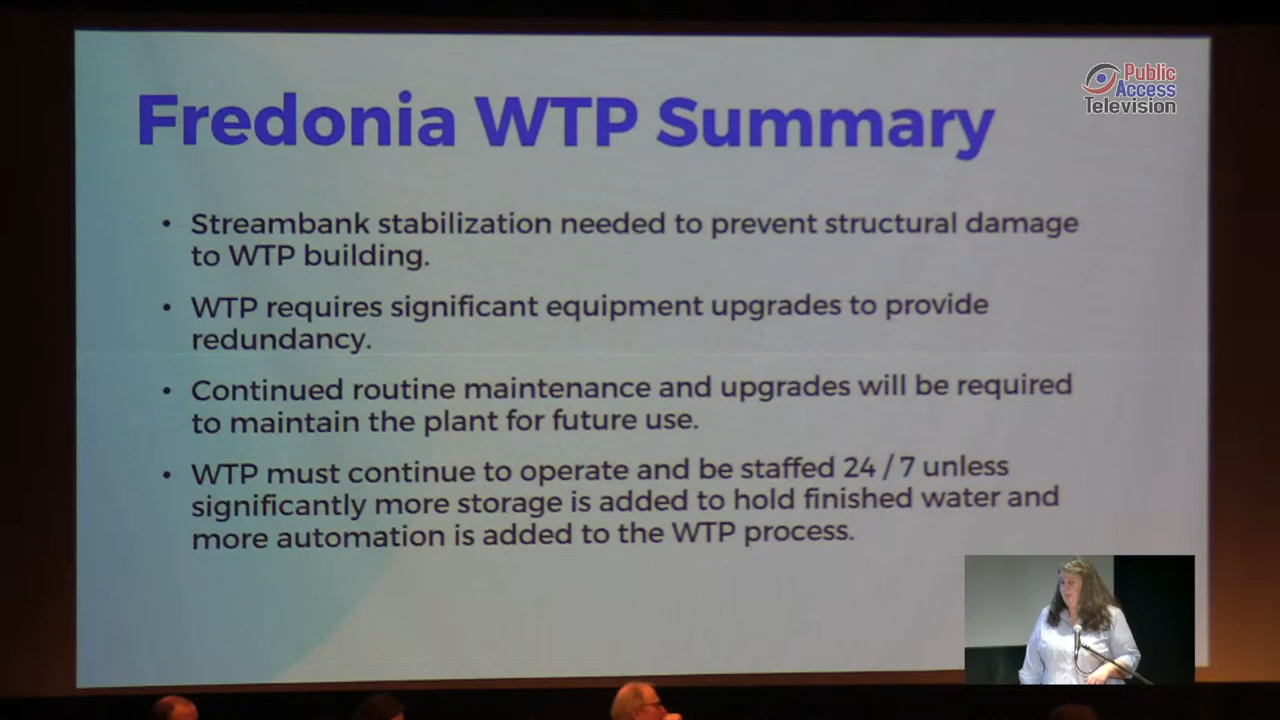 Public
Access
Television
Fredonia WTP Summary
• Streambank stabilization needed to prevent structural damage
to WTP building.
• WTP requires significant equipment upgrades to provide
redundancy.
• Continued routine maintenance and upgrades will be required
to maintain the plant for future use.
• WTP must continue to operate and be staffed 24 / 7 unless
significantly more storage is added to hold finished water and
more automation is added to the WTP process.